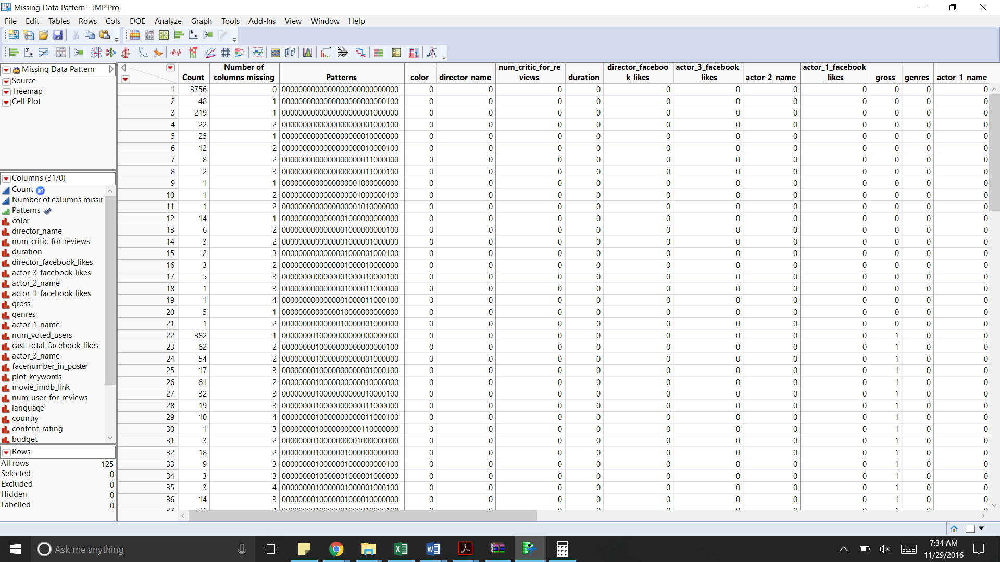 Missing Data Pattern - JMP Pro
File Edit Tables Rows Cols DOE Analyze Graph Tools Add-Ins View Window Help
Missing Data Pattern
Source
Treemap
Cell Plot
Columns (31/0)
Count
Number of columns missir
Patterns
color
director_name
num_critic_for_reviews
duration
director_facebook_likes
actor_3_facebook_likes
actor_2_name
actor_1_facebook_likes
gross
genres
actor_1_name
num_voted_users
cast_total_facebook_likes
actor_3_name
facenumber_in_poster
plot_keywords
movie_imdb_link
num_user_for_reviews
language
country
content_rating
budget
Rows
All rows 125
Selected 0
Excluded 0
Hidden 0
Labelled 0
Count Number of columns missing Patterns color director_name num_critic_for_re views duration director_faceboo k_likes actor_3_facebook _likes actor_2_name actor_1_facebook _likes gross genres actor_1_name
1 3756 0 0000000000000000000000000000 0 0 0 0 0 0 0 0 0 0 0
2 48 1 0000000000000000000000000100 0 0 0 0 0 0 0 0 0 0 0
3 219 1 0000000000000000000001000000 0 0 0 0 0 0 0 0 0 0 0
4 22 2 0000000000000000000001000100 0 0 0 0 0 0 0 0 0 0 0
5 25 1 0000000000000000000010000000 0 0 0 0 0 0 0 0 0 0 0
6 12 2 0000000000000000000010000100 0 0 0 0 0 0 0 0 0 0 0
7 8 2 0000000000000000000011000000 0 0 0 0 0 0 0 0 0 0 0
8 2 3 0000000000000000000011000100 0 0 0 0 0 0 0 0 0 0 0
9 1 1 0000000000000000001000000000 0 0 0 0 0 0 0 0 0 0 0
10 1 2 0000000000000000001000000100 0 0 0 0 0 0 0 0 0 0 0
11 1 2 0000000000000000001010000000 0 0 0 0 0 0 0 0 0 0 0
12 14 1 0000000000000001000000000000 0 0 0 0 0 0 0 0 0 0 0
13 6 2 0000000000000001000000000100 0 0 0 0 0 0 0 0 0 0 0
14 3 2 0000000000000001000001000000 0 0 0 0 0 0 0 0 0 0 0
15 2 3 0000000000000001000001000100 0 0 0 0 0 0 0 0 0 0 0
16 3 2 0000000000000001000010000000 0 0 0 0 0 0 0 0 0 0 0
17 5 3 0000000000000001000010000100 0 0 0 0 0 0 0 0 0 0 0
18 1 3 0000000000000001000011000000 0 0 0 0 0 0 0 0 0 0 0
19 1 4 0000000000000001000011000100 0 0 0 0 0 0 0 0 0 0 0
20 5 1 0000000000000010000000000000 0 0 0 0 0 0 0 0 0 0 0
21 1 2 0000000000000010000001000000 0 0 0 0 0 0 0 0 0 0 0
22 382 1 0000000010000000000000000000 0 0 0 0 0 0 0 0 1 0 0
23 62 2 0000000010000000000000000100 0 0 0 0 0 0 0 0 1 0 0
24 54 2 0000000010000000000001000000 0 0 0 0 0 0 0 0 1 0 0
25 17 3 0000000010000000000001000100 0 0 0 0 0 0 0 0 1 0 0
26 61 2 0000000010000000000010000000 0 0 0 0 0 0 0 0 1 0 0
27 32 3 0000000010000000000010000100 0 0 0 0 0 0 0 0 1 0 0
28 19 3 0000000010000000000011000000 0 0 0 0 0 0 0 0 1 0 0
29 10 4 0000000010000000000011000100 0 0 0 0 0 0 0 0 1 0 0
30 1 3 0000000010000000000110000000 0 0 0 0 0 0 0 0 1 0 0
31 3 2 0000000010000000001000000000 0 0 0 0 0 0 0 0 1 0 0
32 18 2 0000000010000001000000000000 0 0 0 0 0 0 0 0 1 0 0
33 9 3 0000000010000001000000000100 0 0 0 0 0 0 0 0 1 0 0
34 3 3 0000000010000001000001000000 0 0 0 0 0 0 0 0 1 0 0
35 3 4 0000000010000001000001000100 0 0 0 0 0 0 0 0 1 0 0
36 14 3 0000000010000001000010000000 0 0 0 0 0 0 0 0 1 0 0
37 21 4 0000000010000001000010000100 0 0 0 0 0 0 0 0 1 0 0
Ask me anything
7:34 AM
11/29/2016